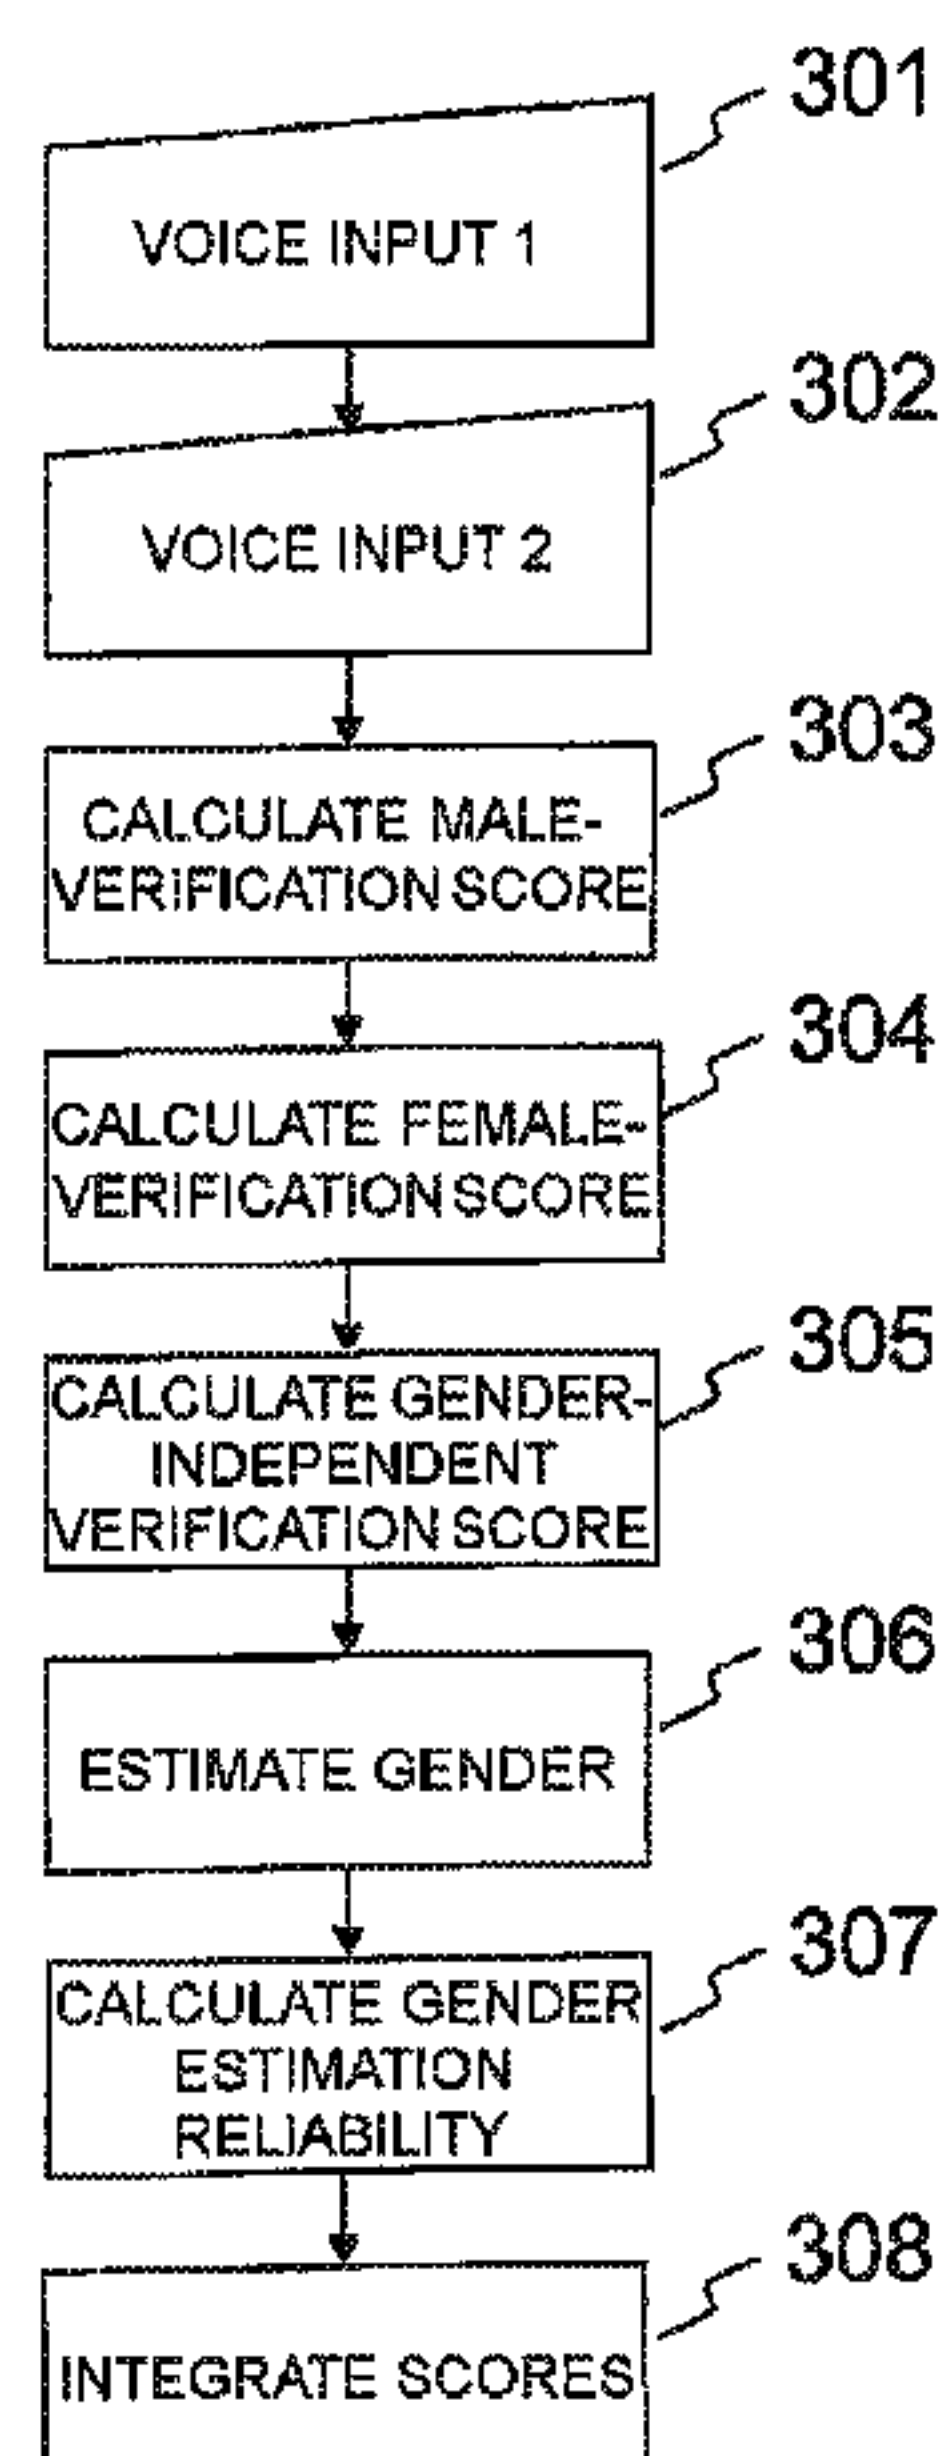 301
VOICE INPUT 1
302
VOICE INPUT 2
303
CALCULATE MALE-
VERIFICATION SCORE
304
CALCULATE FEMALE-
VERIFICATION SCORE
305
CALCULATE GENDER-
INDEPENDENT
VERIFICATION SCORE
306
ESTIMATE GENDER
307
CALCULATE GENDER
ESTIMATION
RELIABILITY
308
INTEGRATE SCORES